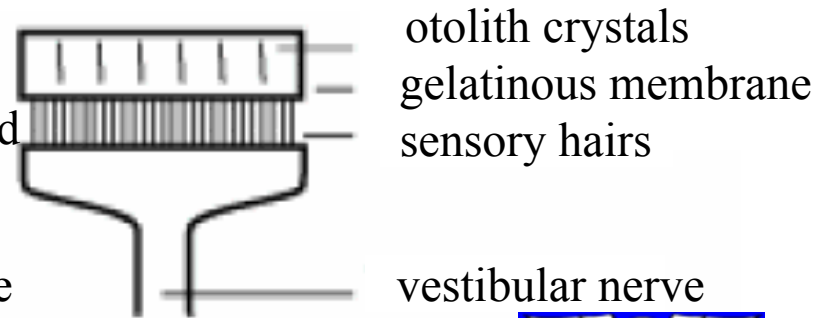 otolith crystals
gelatinous membrane
d sensory hairs
e vestibular nerve